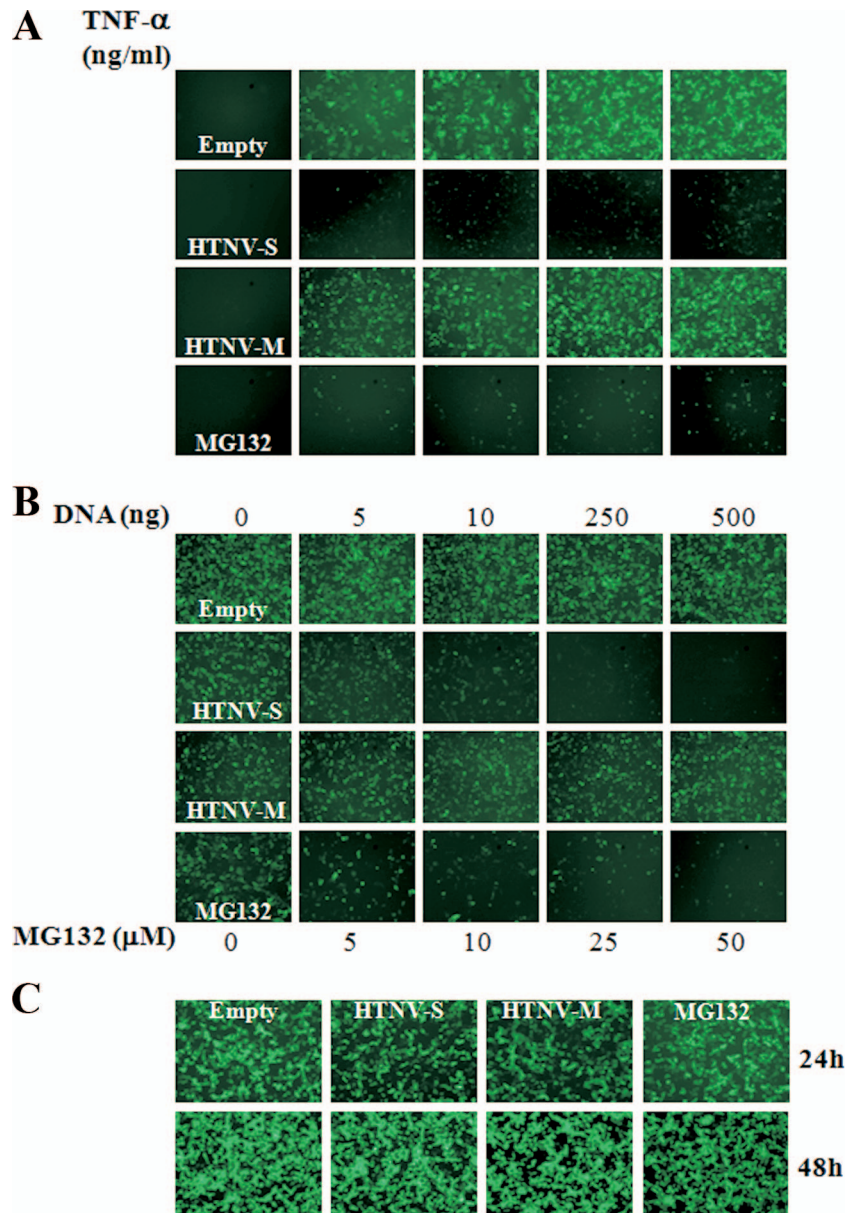 A
TNF-α
(ng/ml)
Empty
HTNV-S
HTNV-M
MG132
B
DNA (ng) 0 5 10 250 500
Empty
HTNV-S
HTNV-M
MG132
MG132 (μM) 0 5 10 25 50
C
Empty HTNV-S HTNV-M MG132
24h
48h